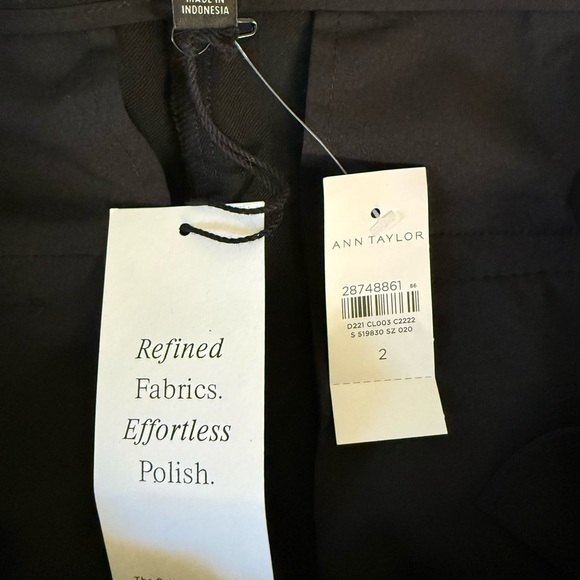 MADE IN
INDONESIA
Refined
Fabrics.
Effortless
Polish.
ANN TAYLOR
28748861 86
D221 CL003 C2222
S 519830 SZ 020
2